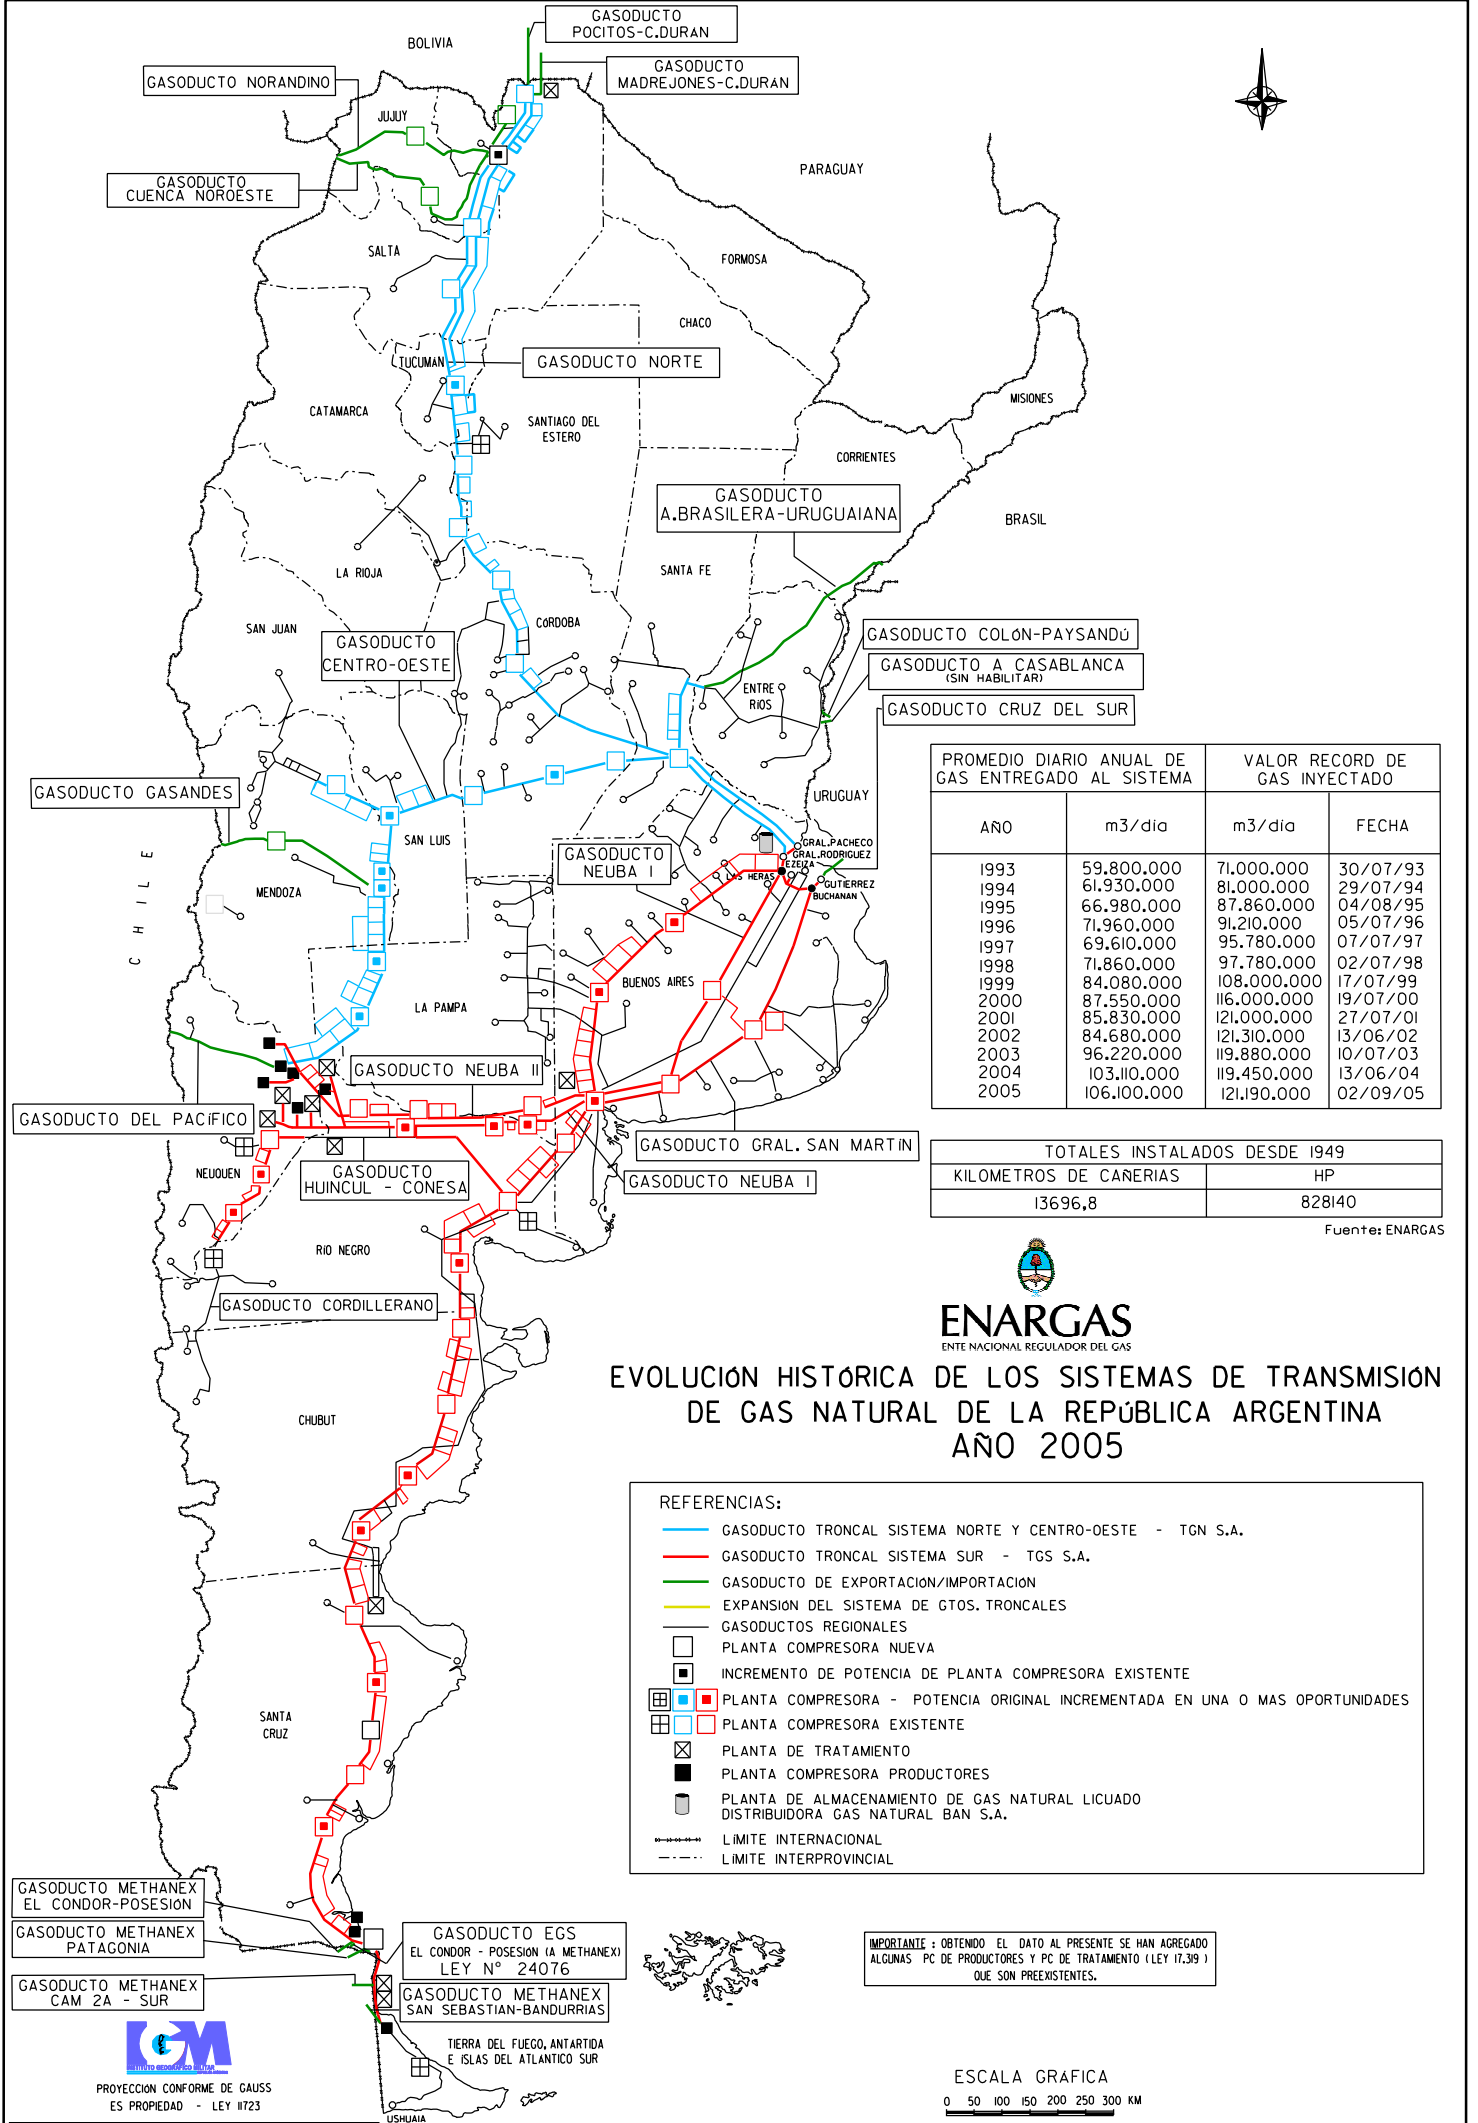 GASODUCTO
POCITOS-C.DURAN
BOLIVIA
GASODUCTO
MADREJONES-C.DURAN
GASODUCTO NORANDINO
JUJUY
PARAGUAY
GASODUCTO
CUENCA NOROESTE
SALTA
FORMOSA
CHACO
TUCUMAN
GASODUCTO NORTE
MISIONES
CATAMARCA
SANTIAGO DEL
ESTERO
CORRIENTES
GASODUCTO
A.BRASILERA-URUGUAIANA
BRASIL
LA RIOJA
SANTA FE
SAN JUAN
CóRDOBA
GASODUCTO
CENTRO-OESTE
GASODUCTO COLóN-PAYSANDú
GASODUCTO A CASABLANCA
(SIN HABILITAR)
ENTRE
RíOS
GASODUCTO CRUZ DEL SUR
GASODUCTO GASANDES
URUGUAY
SAN LUIS
GASODUCTO
NEUBA I
GRAL.PACHECO
GRAL.RODRIGUEZ
EZEIZA
LAS HERAS
GUTIERREZ
BUCHANAN
MENDOZA
CHILE
BUENOS AIRES
LA PAMPA
PROMEDIO DIARIO ANUAL DE
GAS ENTREGADO AL SISTEMA
VALOR RECORD DE
GAS INYECTADO
AÑO m3/día m3/día FECHA
1993 59.800.000 71.000.000 30/07/93
1994 61.930.000 81.000.000 29/07/94
1995 66.980.000 87.860.000 04/08/95
1996 71.960.000 91.210.000 05/07/96
1997 69.610.000 95.780.000 07/07/97
1998 71.860.000 97.780.000 02/07/98
1999 84.080.000 108.000.000 17/07/99
2000 87.550.000 116.000.000 19/07/00
2001 85.830.000 121.000.000 27/07/01
2002 84.680.000 121.310.000 13/06/02
2003 96.220.000 119.880.000 10/07/03
2004 103.110.000 119.450.000 13/06/04
2005 106.100.000 121.190.000 02/09/05
GASODUCTO NEUBA II
GASODUCTO DEL PACíFICO
GASODUCTO GRAL. SAN MARTíN
GASODUCTO
HUINCUL - CONESA
GASODUCTO NEUBA I
NEUQUEN
TOTALES INSTALADOS DESDE 1949
KILOMETROS DE CAÑERIAS HP
13696,8 828140
Fuente: ENARGAS
RíO NEGRO
GASODUCTO CORDILLERANO
ENARGAS
ENTE NACIONAL REGULADOR DEL GAS
EVOLUCIóN HISTóRICA DE LOS SISTEMAS DE TRANSMISIóN
DE GAS NATURAL DE LA REPúBLICA ARGENTINA
AÑO 2005
CHUBUT
REFERENCIAS:
GASODUCTO TRONCAL SISTEMA NORTE Y CENTRO-OESTE - TGN S.A.
GASODUCTO TRONCAL SISTEMA SUR - TGS S.A.
GASODUCTO DE EXPORTACIóN/IMPORTACIóN
EXPANSIóN DEL SISTEMA DE GTOS. TRONCALES
GASODUCTOS REGIONALES
PLANTA COMPRESORA NUEVA
INCREMENTO DE POTENCIA DE PLANTA COMPRESORA EXISTENTE
PLANTA COMPRESORA - POTENCIA ORIGINAL INCREMENTADA EN UNA O MAS OPORTUNIDADES
PLANTA COMPRESORA EXISTENTE
PLANTA DE TRATAMIENTO
PLANTA COMPRESORA PRODUCTORES
PLANTA DE ALMACENAMIENTO DE GAS NATURAL LICUADO
DISTRIBUIDORA GAS NATURAL BAN S.A.
LíMITE INTERNACIONAL
LíMITE INTERPROVINCIAL
SANTA
CRUZ
GASODUCTO METHANEX
EL CONDOR-POSESIóN
GASODUCTO METHANEX
PATAGONIA
GASODUCTO EGS
EL CONDOR - POSESIóN (A METHANEX)
LEY N° 24076
GASODUCTO METHANEX
CAM 2A - SUR
GASODUCTO METHANEX
SAN SEBASTIAN-BANDURRIAS
IMPORTANTE : OBTENIDO EL DATO AL PRESENTE SE HAN AGREGADO
ALGUNAS PC DE PRODUCTORES Y PC DE TRATAMIENTO (LEY 17.319 )
QUE SON PREEXISTENTES.
IGM
INSTITUTO GEOGRAFICO MILITAR
TIERRA DEL FUEGO, ANTARTIDA
E ISLAS DEL ATLANTICO SUR
PROYECCIóN CONFORME DE GAUSS
ES PROPIEDAD - LEY 11723
USHUAIA
ESCALA GRAFICA
0 50 100 150 200 250 300 KM